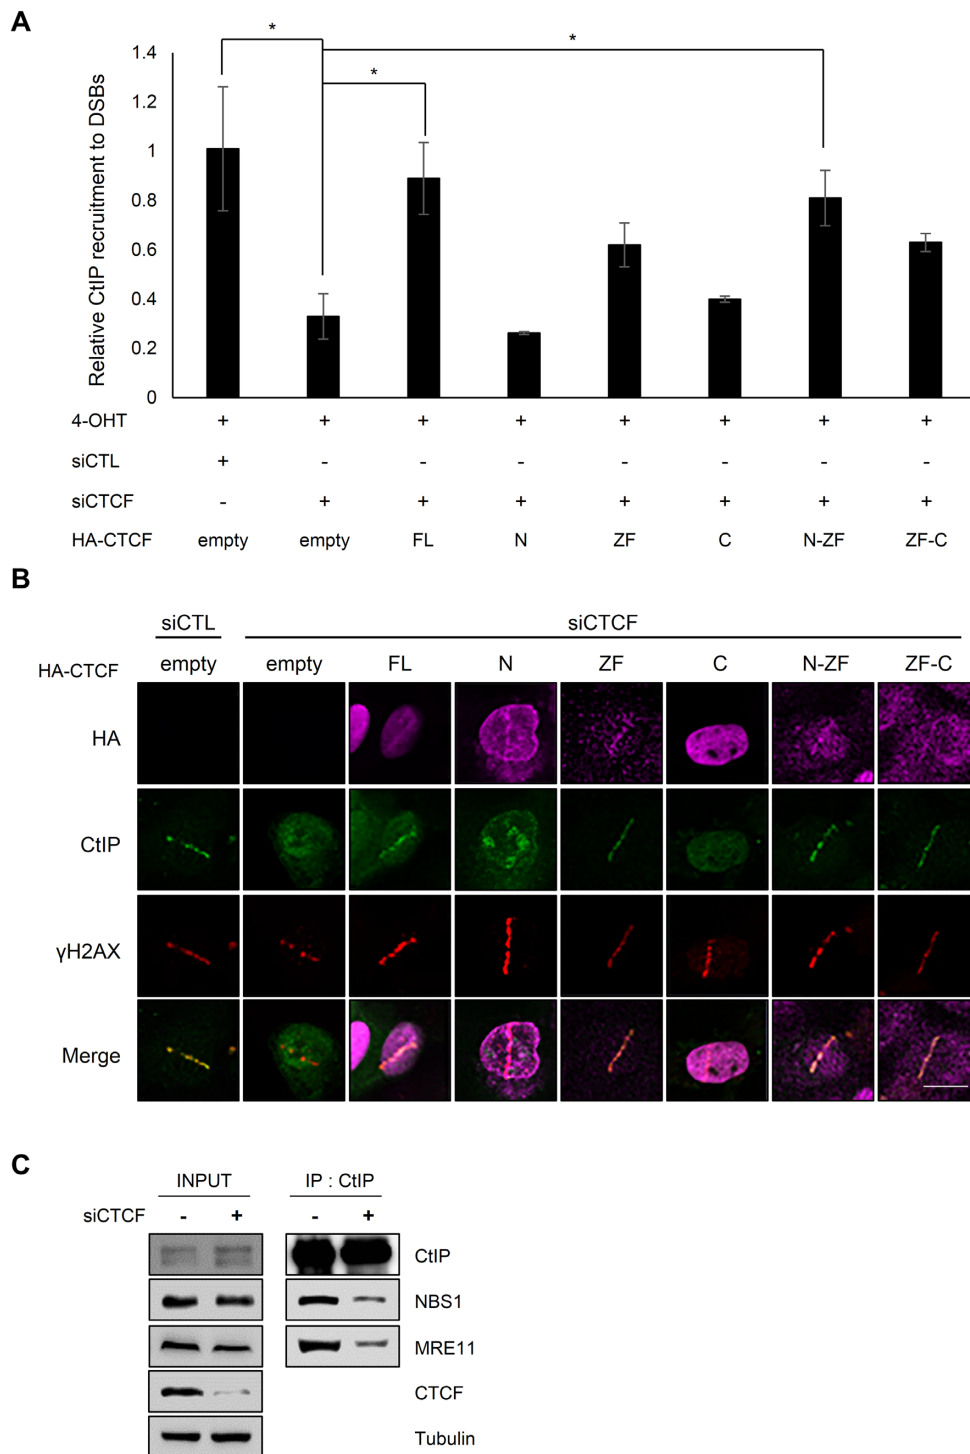 A
* * *
Relative CtIP recruitment to DSBs
1.4
1.2
1
0.8
0.6
0.4
0.2
0
4-OHT + + + + + + + +
siCTL + - - - - - - -
siCTCF - + + + + + + +
HA-CTCF empty empty FL N ZF C N-ZF ZF-C
B
siCTL siCTCF
HA-CTCF empty empty FL N ZF C N-ZF ZF-C
HA
CtIP
γH2AX
Merge
C
INPUT IP : CtIP
siCTCF - + - +
CtIP
NBS1
MRE11
CTCF
Tubulin